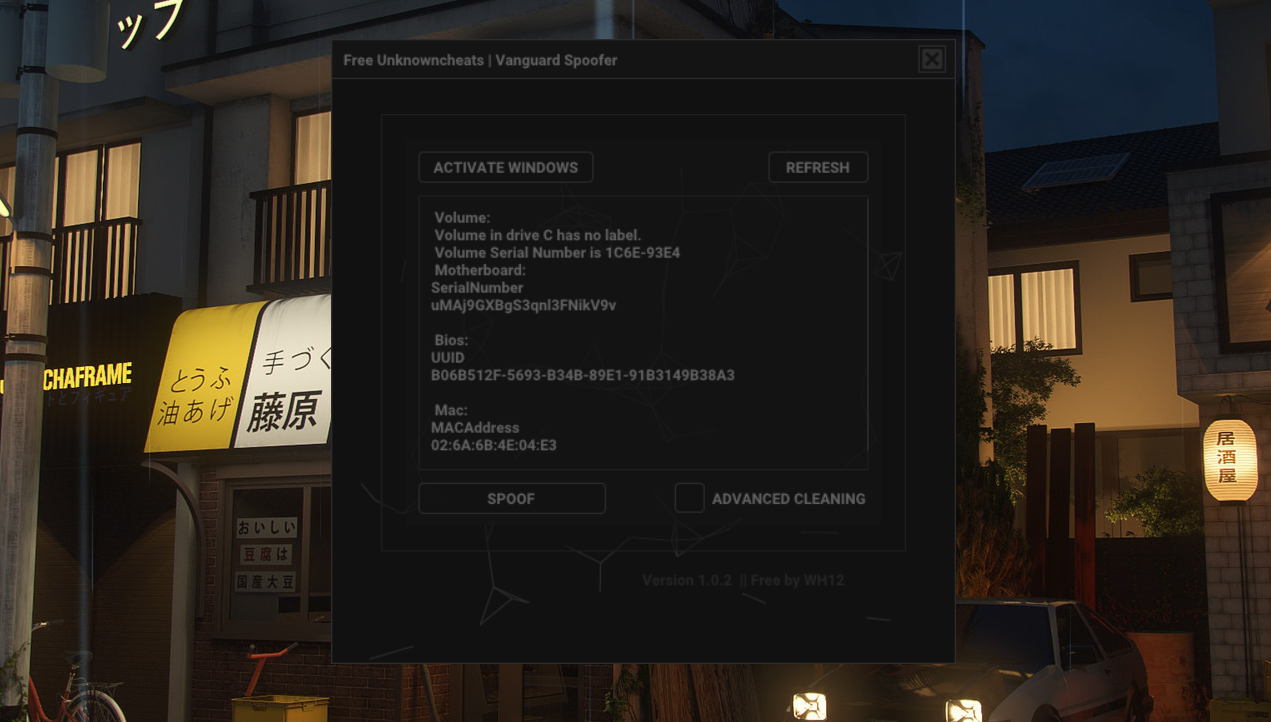 ップ
Free Unknowncheats | Vanguard Spoofer
ACTIVATE WINDOWS
REFRESH
Volume:
Volume in drive C has no label.
Volume Serial Number is 1C6E-93E4
Motherboard:
SerialNumber
uMAj9GXBgS3qnI3FNikV9v
Bios:
UUID
B06B512F-5693-B34B-89E1-91B3149B38A3
Mac:
MACAddress
02:6A:6B:4E:04:E3
SPOOF
ADVANCED CLEANING
Version 1.0.2 || Free by WH12
CHAFRAME
とうふ
油あげ
手づく
藤原
おいしい
豆腐は
国産大豆
居酒屋